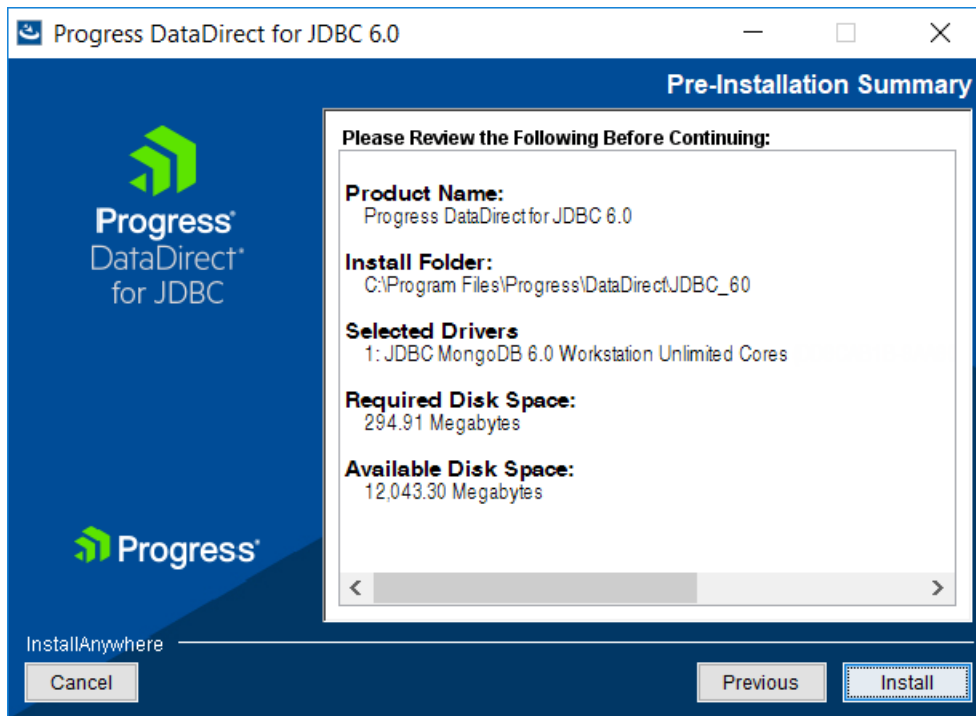 Progress DataDirect for JDBC 6.0
Pre-Installation Summary
Progress
DataDirect
for JDBC
Progress
Please Review the Following Before Continuing:
Product Name:
Progress DataDirect for JDBC 6.0
Install Folder:
C:\Program Files\Progress\DataDirect\JDBC_60
Selected Drivers
1: JDBC MongoDB 6.0 Workstation Unlimited Cores
Required Disk Space:
294.91 Megabytes
Available Disk Space:
12,043.30 Megabytes
InstallAnywhere
Cancel
Previous
Install